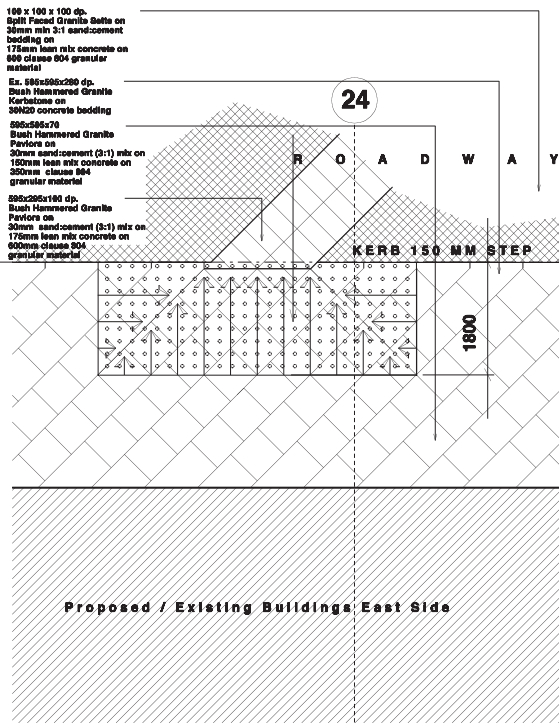 100 x 100 x 100 dp.
Split Faced Granite Setts on
30mm min 3:1 sand:cement
bedding on
175mm lean mix concrete on
600 clause 804 granular
material
Ex. 595x595x280 dp.
Bush Hammered Granite
Kerbstone on
30N20 concrete bedding
595x595x70
Bush Hammered Granite
Paviors on
30mm sand:cement (3:1) mix on
150mm lean mix concrete on
350mm clause 804
granular material
595x295x100 dp.
Bush Hammered Granite
Paviors on
30mm sand:cement (3:1) mix on
175mm lean mix concrete on
600mm clause 804
granular material
24
R O A D W A Y
KERB 150 MM STEP
1800
Proposed / Existing Buildings East Side